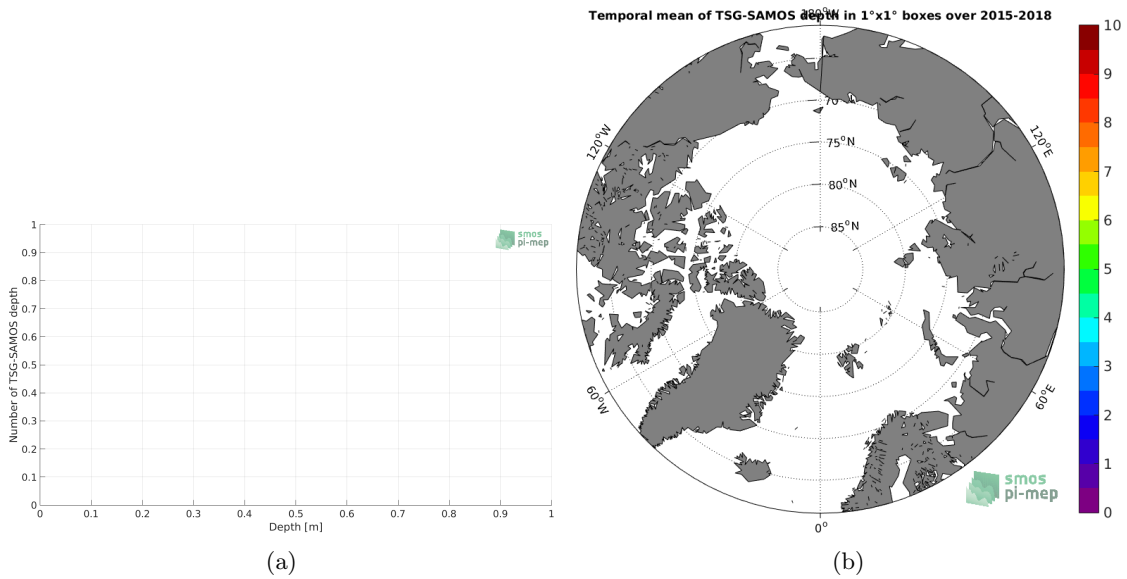 Temporal mean of TSG-SAMOS depth in 1°x1° boxes over 2015-2018
180°W
120°W
120°E
60°W
60°E
0°
70°
75°N
80°N
85°N
10
9
8
7
6
5
4
3
2
1
0
smos
pi-mep
Number of TSG-SAMOS depth
1
0.9
0.8
0.7
0.6
0.5
0.4
0.3
0.2
0.1
0
0
0.1
0.2
0.3
0.4
0.5
0.6
0.7
0.8
0.9
1
Depth [m]
smos
pi-mep
(a)
(b)